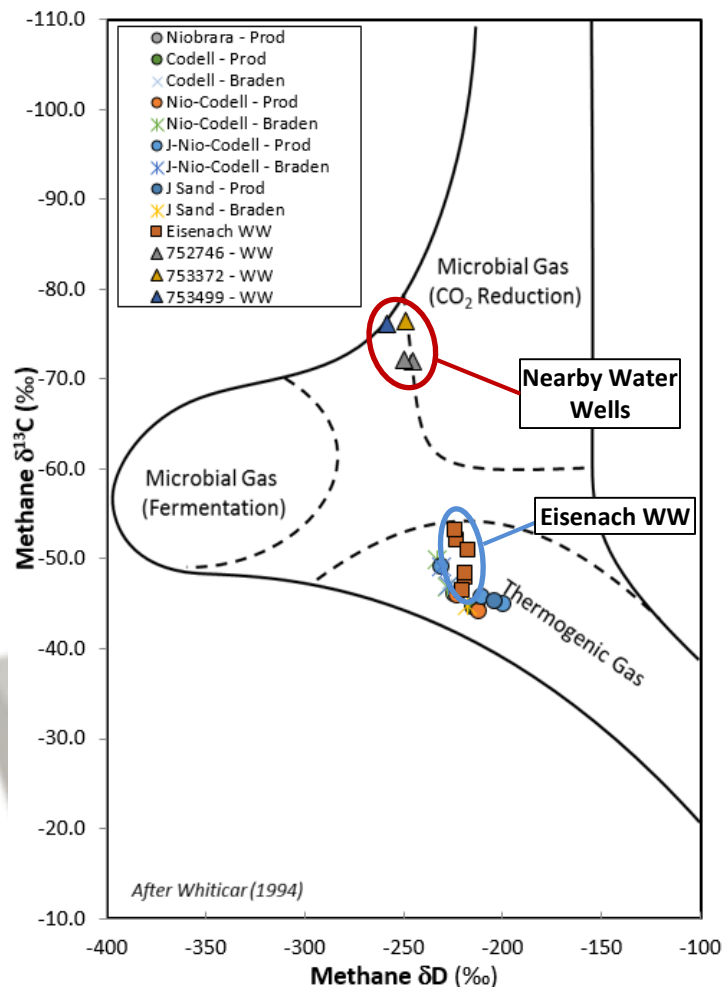 -110.0
-100.0
-90.0
-80.0
-70.0
-60.0
-50.0
-40.0
-30.0
-20.0
-10.0
Methane δ¹³C (‰)
Niobrara - Prod
Codell - Prod
Codell - Braden
Nio-Codell - Prod
Nio-Codell - Braden
J-Nio-Codell - Prod
J-Nio-Codell - Braden
J Sand - Prod
J Sand - Braden
Eisenach WW
752746 - WW
753372 - WW
753499 - WW
Microbial Gas
(CO₂ Reduction)
Nearby Water
Wells
Microbial Gas
(Fermentation)
Eisenach WW
Thermogenic Gas
After Whiticar (1994)
-400
-350
-300
-250
-200
-150
-100
Methane δD (‰)